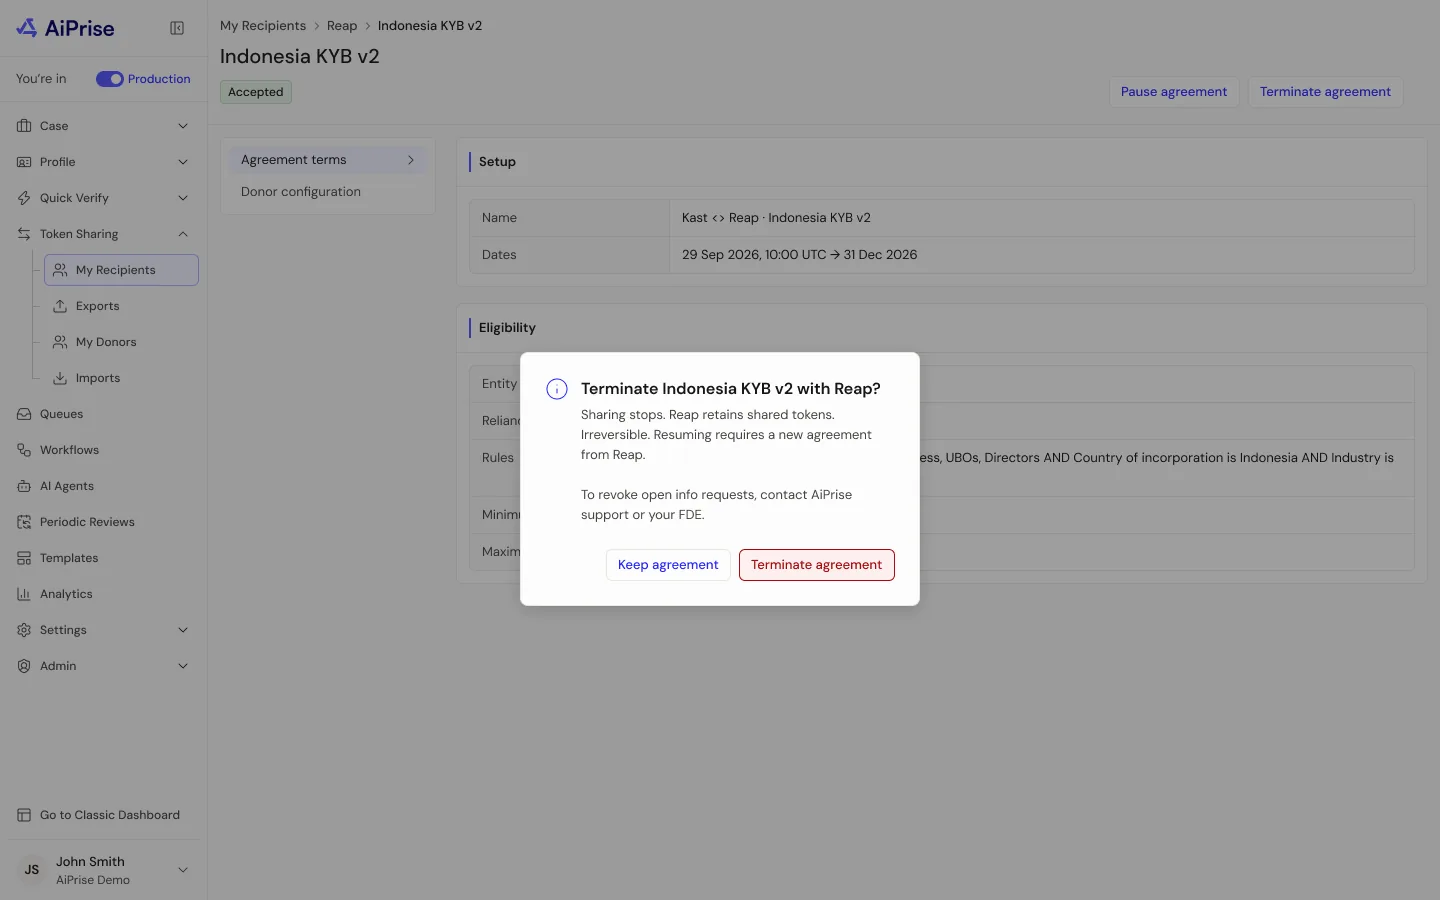 AiPrise
You're in
Production
Case
Profile
Quick Verify
Token Sharing
My Recipients
Exports
My Donors
Imports
Queues
Workflows
AI Agents
Periodic Reviews
Templates
Analytics
Settings
Admin
Go to Classic Dashboard
JS
John Smith
AiPrise Demo
My Recipients > Reap > Indonesia KYB v2
Indonesia KYB v2
Accepted
Pause agreement
Terminate agreement
Agreement terms
Donor configuration
Setup
Name
Kast <> Reap · Indonesia KYB v2
Dates
29 Sep 2026, 10:00 UTC → 31 Dec 2026
Eligibility
Entity
Rules
UBOs, Directors AND Country of incorporation is Indonesia AND Industry is
Terminate Indonesia KYB v2 with Reap?
Sharing stops. Reap retains shared tokens.
Irreversible. Resuming requires a new agreement
from Reap.
To revoke open info requests, contact AiPrise
support or your FDE.
Keep agreement
Terminate agreement